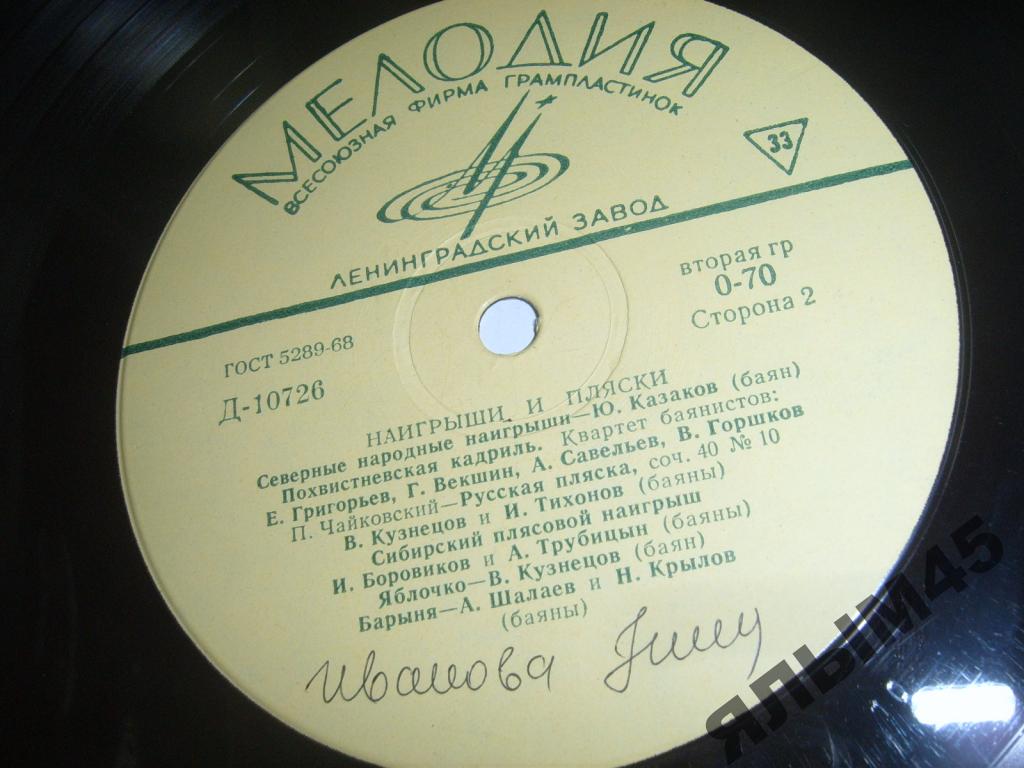 МЕЛОДИЯ
ВСЕСОЮЗНАЯ ФИРМА ГРАМПЛАСТИНОК
33
ЛЕНИНГРАДСКИЙ ЗАВОД
вторая гр
0-70
Сторона 2
ГОСТ 5289-68
Д-10726
НАИГРЫШИ И ПЛЯСКИ
Северные народные наигрыши—Ю. Казаков (баян)
Похвистневская кадриль. Квартет баянистов:
Е. Григорьев, Г. Векшин, А. Савельев, В. Горшков
П. Чайковский—Русская пляска, соч. 40 № 10
В. Кузнецов и И. Тихонов (баяны)
Сибирский плясовой наигрыш
И. Боровиков и А. Трубицын (баяны)
Яблочко—В. Кузнецов (баян)
Барыня—А. Шалаев и Н. Крылов
(баяны)
Иванова
ЯЛЫМ45